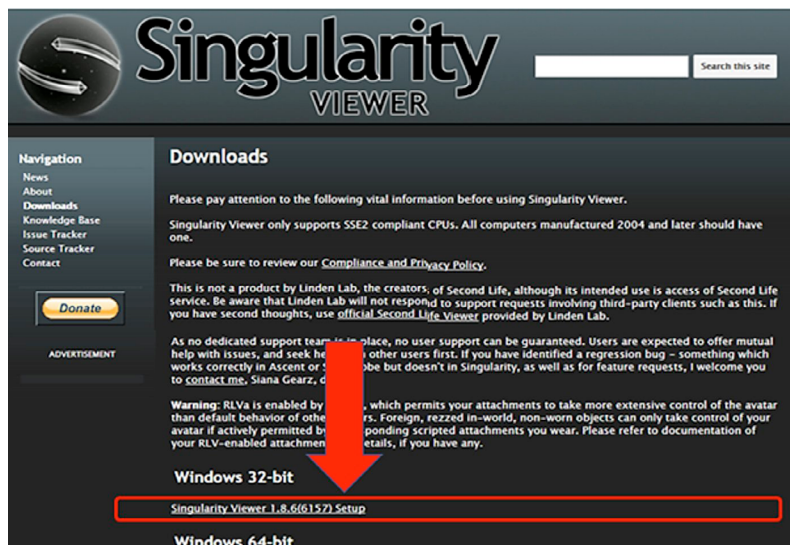 Singularity
VIEWER
Search this site
Navigation
News
About
Downloads
Knowledge Base
Issue Tracker
Source Tracker
Contact
Donate
ADVERTISEMENT
Downloads
Please pay attention to the following vital information before using Singularity Viewer.
Singularity Viewer only supports SSE2 compliant CPUs. All computers manufactured 2004 and later should have
one.
Please be sure to review our Compliance and Privacy Policy.
This is not a product by Linden Lab, the creators of Second Life, although its intended use is access of Second Life
service. Be aware that Linden Lab will not respond to support requests involving third-party clients such as this. If
you have second thoughts, use official Second Life Viewer provided by Linden Lab.
As no dedicated support team is in place, no user support can be guaranteed. Users are expected to offer mutual
help with issues, and seek other users first. If you have identified a regression bug – something which
works correctly in Ascent or but doesn't in Singularity, as well as for feature requests, I welcome you
to contact me, Siana Gearz,
Warning: RLVa is enabled by which permits your attachments to take more extensive control of the avatar
than default behavior of Foreign, rezzed in-world, non-worn objects can only take control of your
avatar if actively permitted by scripted attachments you wear. Please refer to documentation of
your RLV-enabled if you have any.
Windows 32-bit
Singularity Viewer 1.8.6(6157) Setup
Windows 64-bit